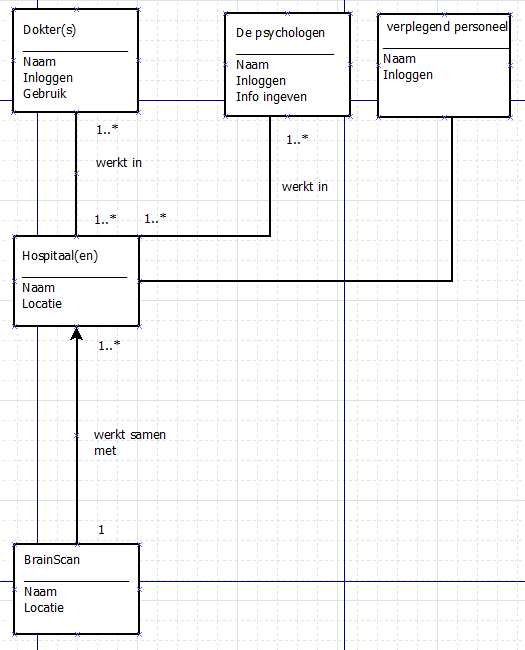 Dokter(s)
Naam
Inloggen
Gebruik
De psychologen
Naam
Inloggen
Info ingeven
verplegend personeel
Naam
Inloggen
1..*
werkt in
1..*
1..*
werkt in
1..*
Hospitaal(en)
Naam
Locatie
1..*
werkt samen
met
1
BrainScan
Naam
Locatie